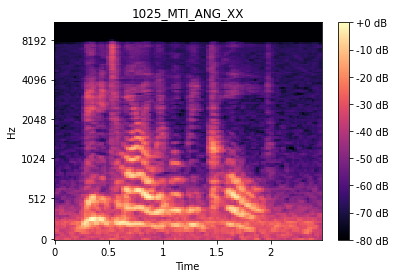 1025_MTI_ANG_XX
8192
4096
2048
1024
512
0
Hz
0
0.5
1
1.5
2
Time
+0 dB
-10 dB
-20 dB
-30 dB
-40 dB
-50 dB
-60 dB
-70 dB
-80 dB